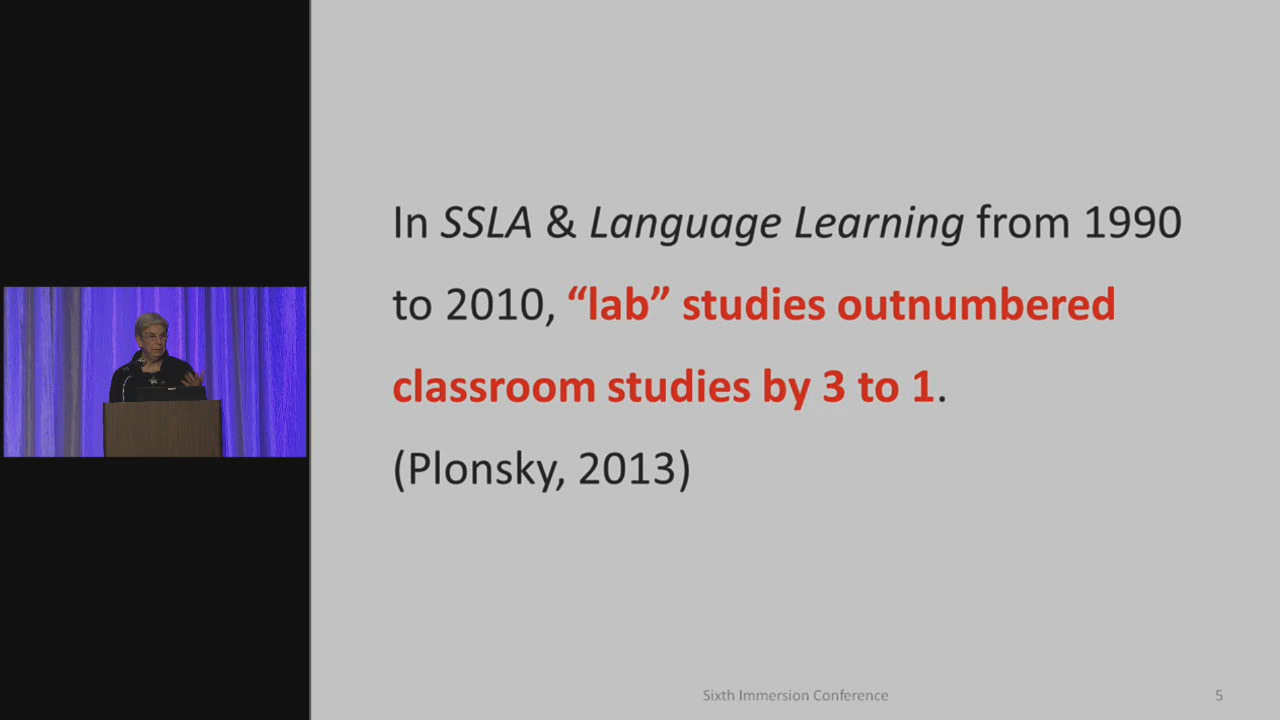 In SSLA & Language Learning from 1990
to 2010, “lab” studies outnumbered
classroom studies by 3 to 1.
(Plonsky, 2013)
Sixth Immersion Conference
5